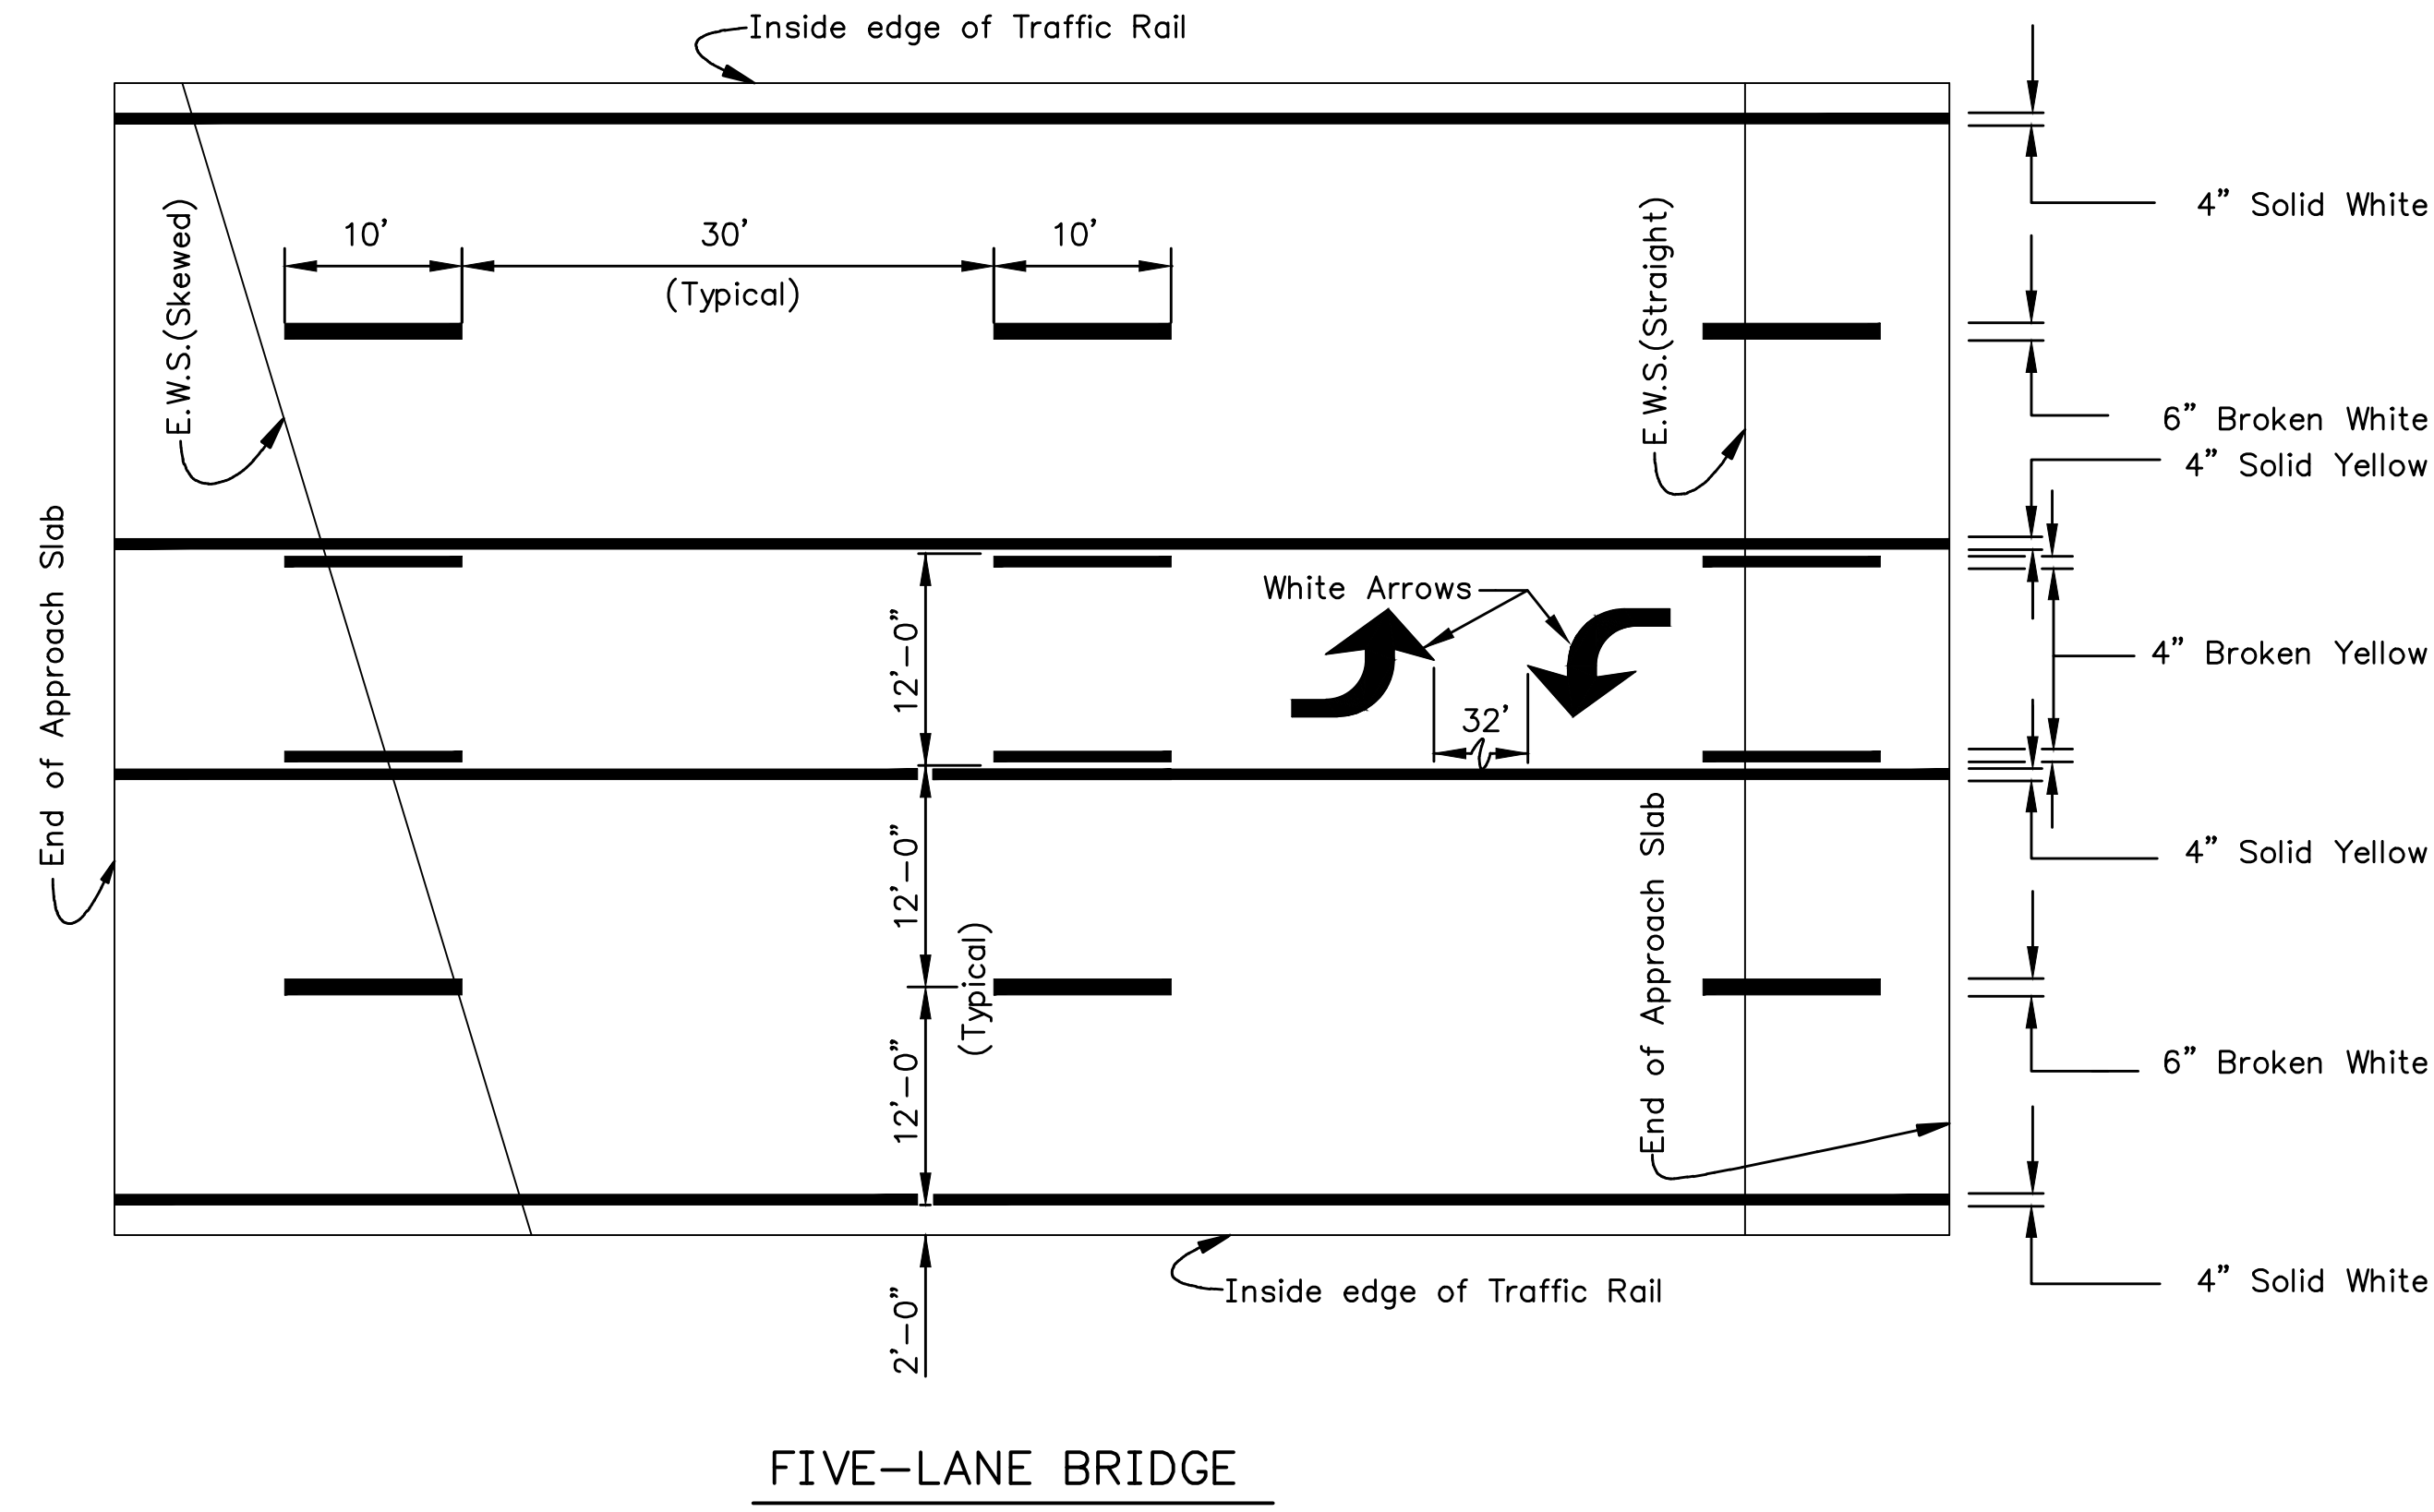 Inside edge of Traffic Rail
4” Solid White
E.W.S.(Skewed)
10’
30’
10’
(Typical)
E.W.S.(Straight)
6” Broken White
4” Solid Yellow
End of Approach Slab
12’–0”
White Arrows
32’
4” Broken Yellow
12’–0”
End of Approach Slab
4” Solid Yellow
(Typical)
12’–0”
6” Broken White
2’–0”
Inside edge of Traffic Rail
4” Solid White
FIVE–LANE BRIDGE